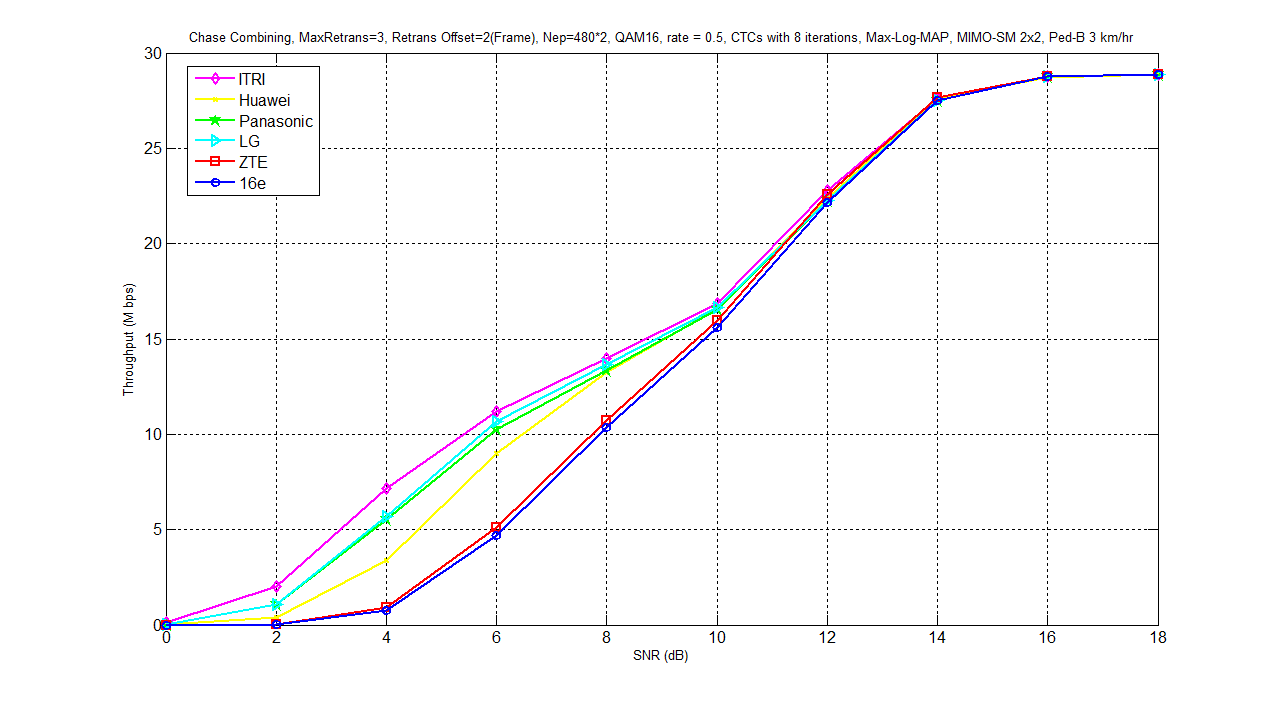 Chase Combining, MaxRetrans=3, Retrans Offset=2(Frame), Nep=480*2, QAM16, rate = 0.5, CTCs with 8 iterations, Max-Log-MAP, MIMO-SM 2x2, Ped-B 3 km/hr
30
25
20
15
10
5
0
Throughput (M bps)
ITRI
Huawei
Panasonic
LG
ZTE
16e
0 2 4 6 8 10 12 14 16 18
SNR (dB)